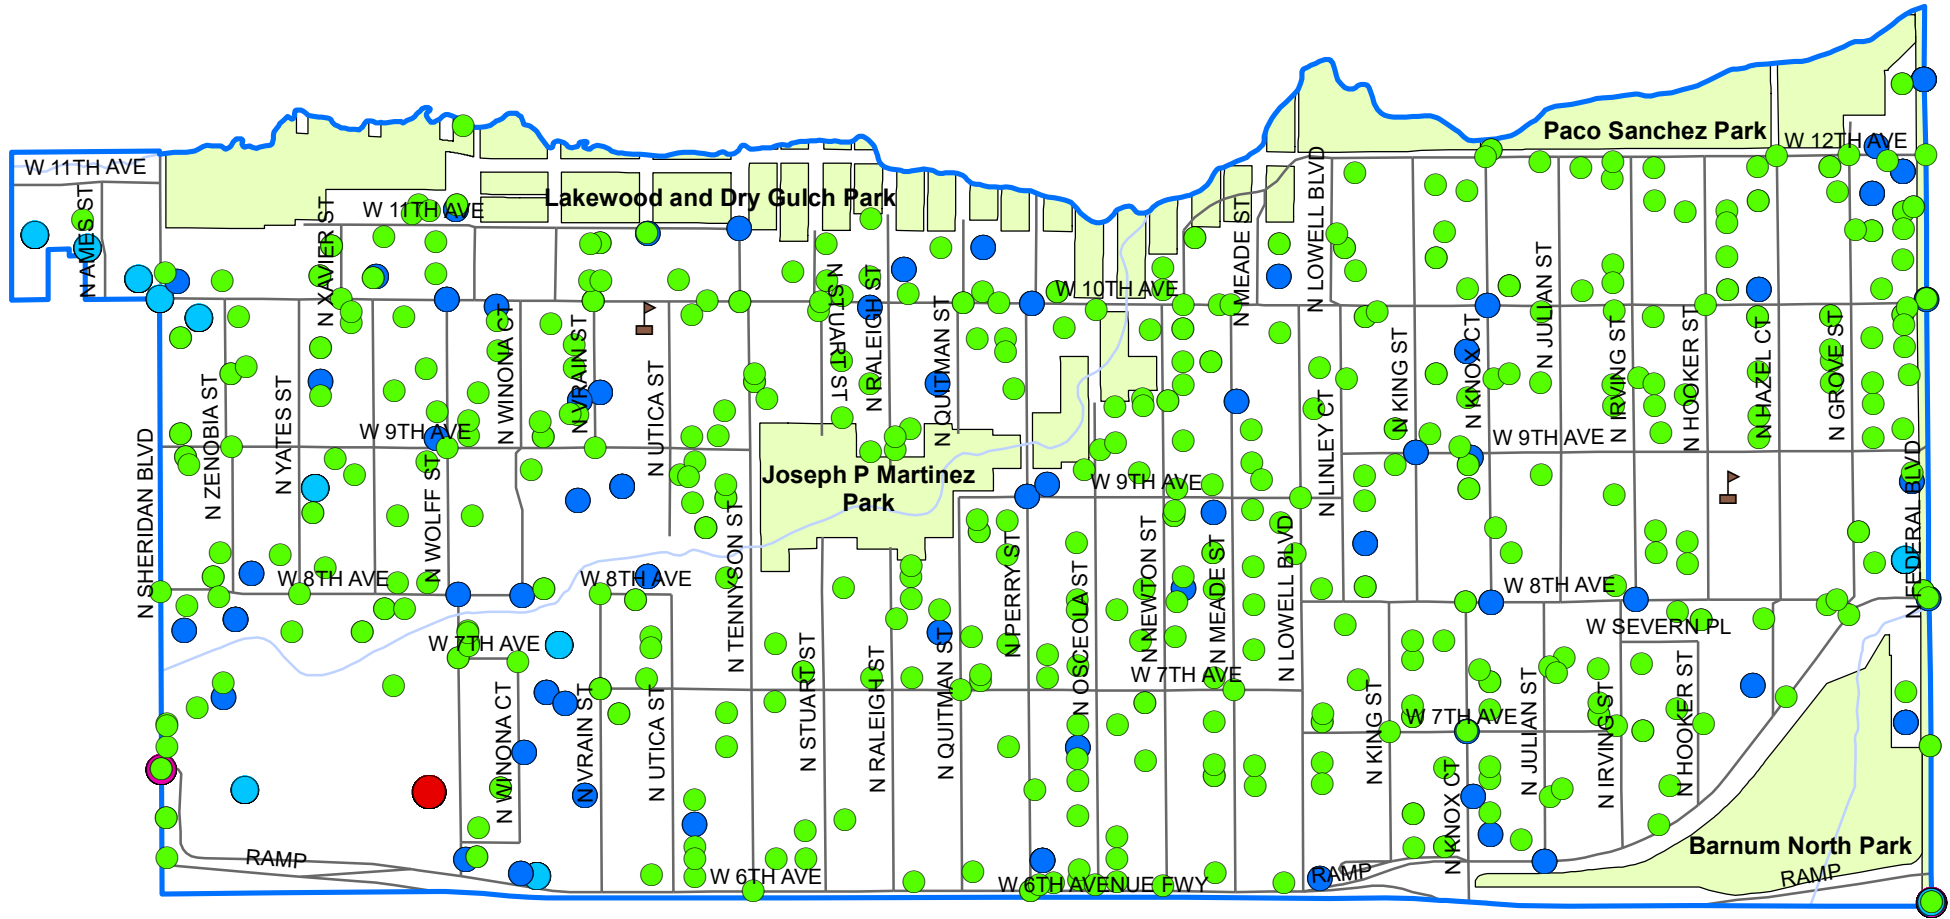 Paco Sanchez Park
W 12TH AVE
W 11TH AVE
N AMES ST
Lakewood and Dry Gulch Park
W 11TH AVE
N XAVIER ST
N MEADE ST
N LOWELL BLVD
W 10TH AVE
N STUART ST
N RALEIGH ST
N QUITMAN ST
N JULIAN ST
N WINONA CT
N VRAIN ST
N UTICA ST
N KING ST
N KNOX CT
N IRVING ST
N HOOKER ST
N HAZEL CT
N GROVE ST
N SHERIDAN BLVD
N ZENOBIA ST
N YATES ST
W 9TH AVE
N WOLFF ST
N LINLEY CT
W 9TH AVE
Joseph P Martinez
Park
W 9TH AVE
N FEDERAL BLVD
N TENNYSON ST
N PERRY ST
N OSCEOLA ST
N NEWTON ST
N MEADE ST
N LOWELL BLVD
W 8TH AVE
W 8TH AVE
W 8TH AVE
W SEVERN PL
W 7TH AVE
W 7TH AVE
W 7TH AVE
N WINONA CT
N VRAIN ST
N UTICA ST
N STUART ST
N RALEIGH ST
N QUITMAN ST
N KING ST
N KNOX CT
N JULIAN ST
N IRVING ST
N HOOKER ST
Barnum North Park
RAMP
W 6TH AVE
W 6TH AVENUE FWY
RAMP
RAMP